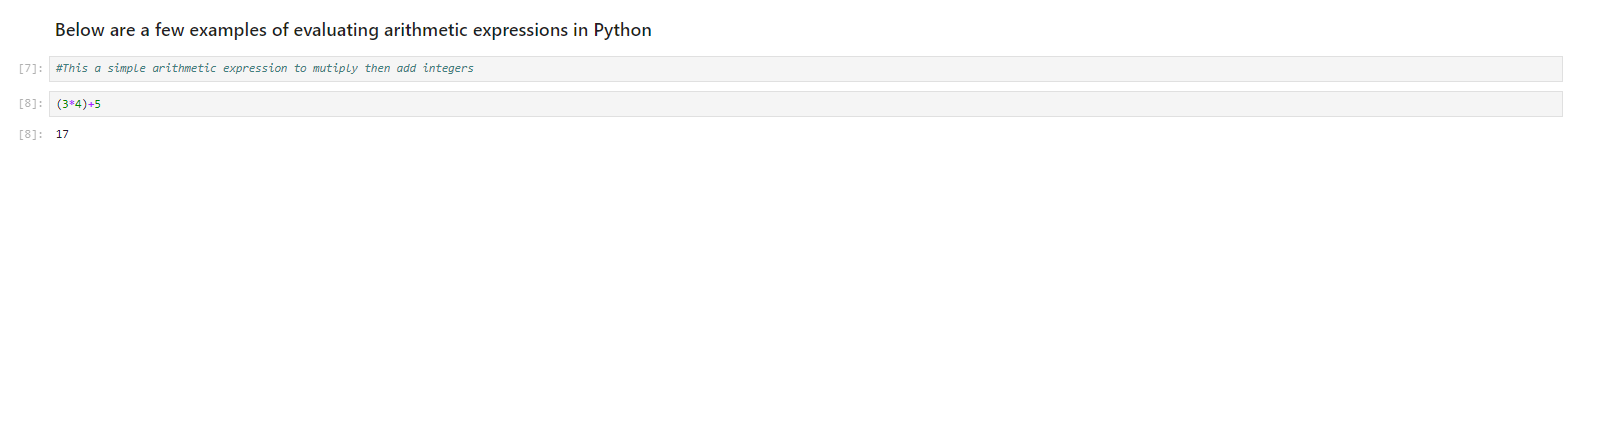 Below are a few examples of evaluating arithmetic expressions in Python
[7]: #This a simple arithmetic expression to mutiply then add integers
[8]: (3*4)+5
[8]: 17